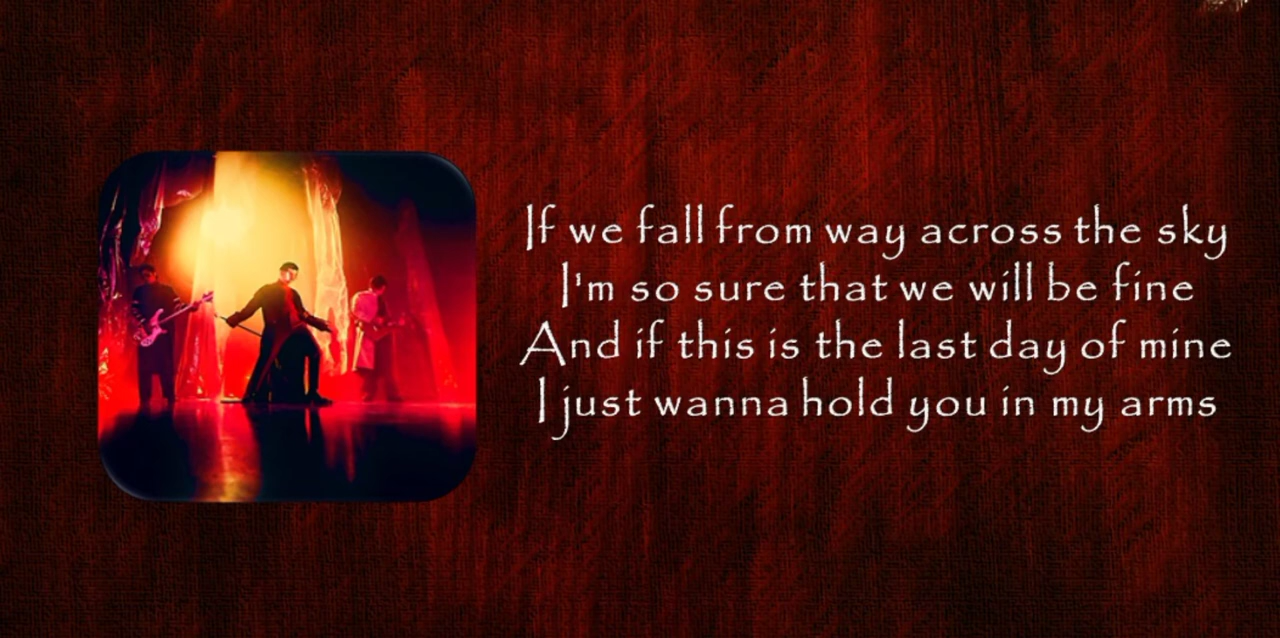 If we fall from way across the sky
I'm so sure that we will be fine
And if this is the last day of mine
I just wanna hold you in my arms